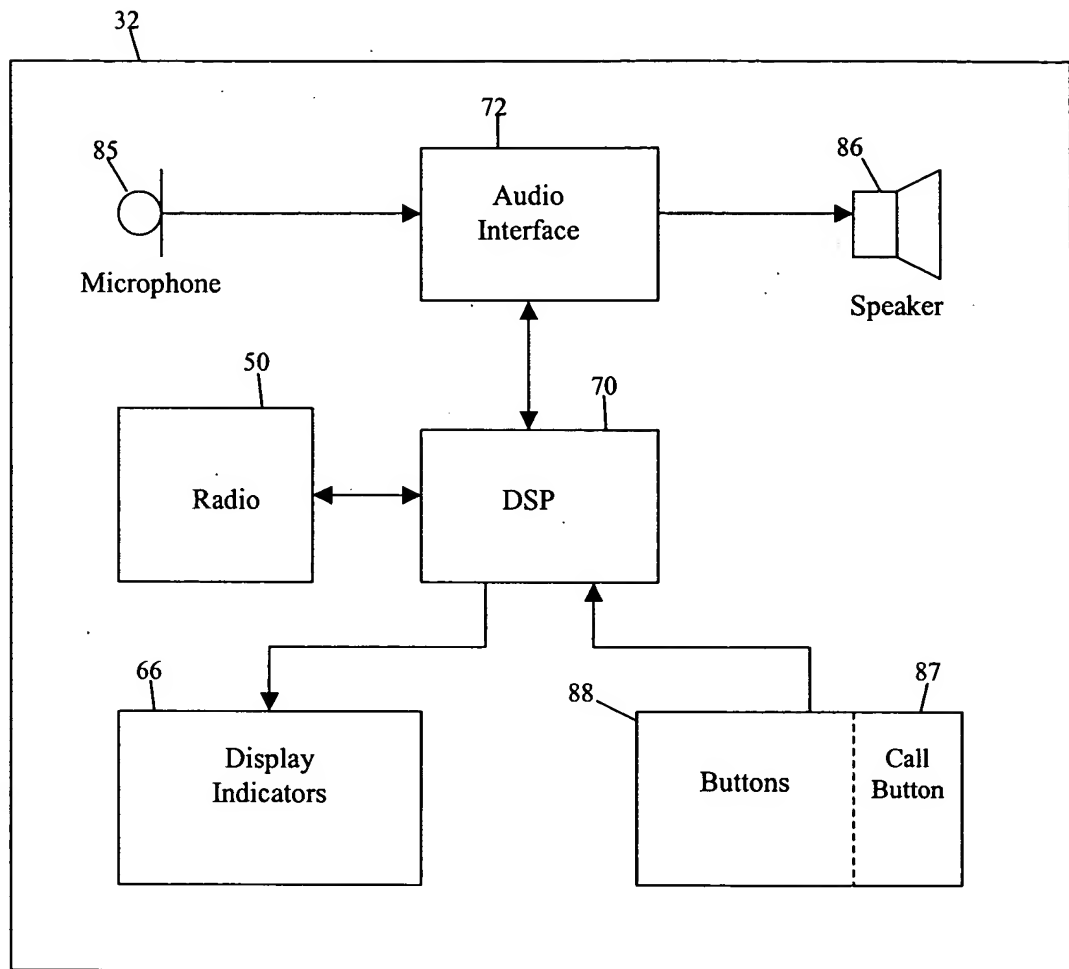 32
72
85
86
Audio
Interface
Microphone
Speaker
50
70
Radio
DSP
66
88
87
Display
Indicators
Buttons
Call
Button